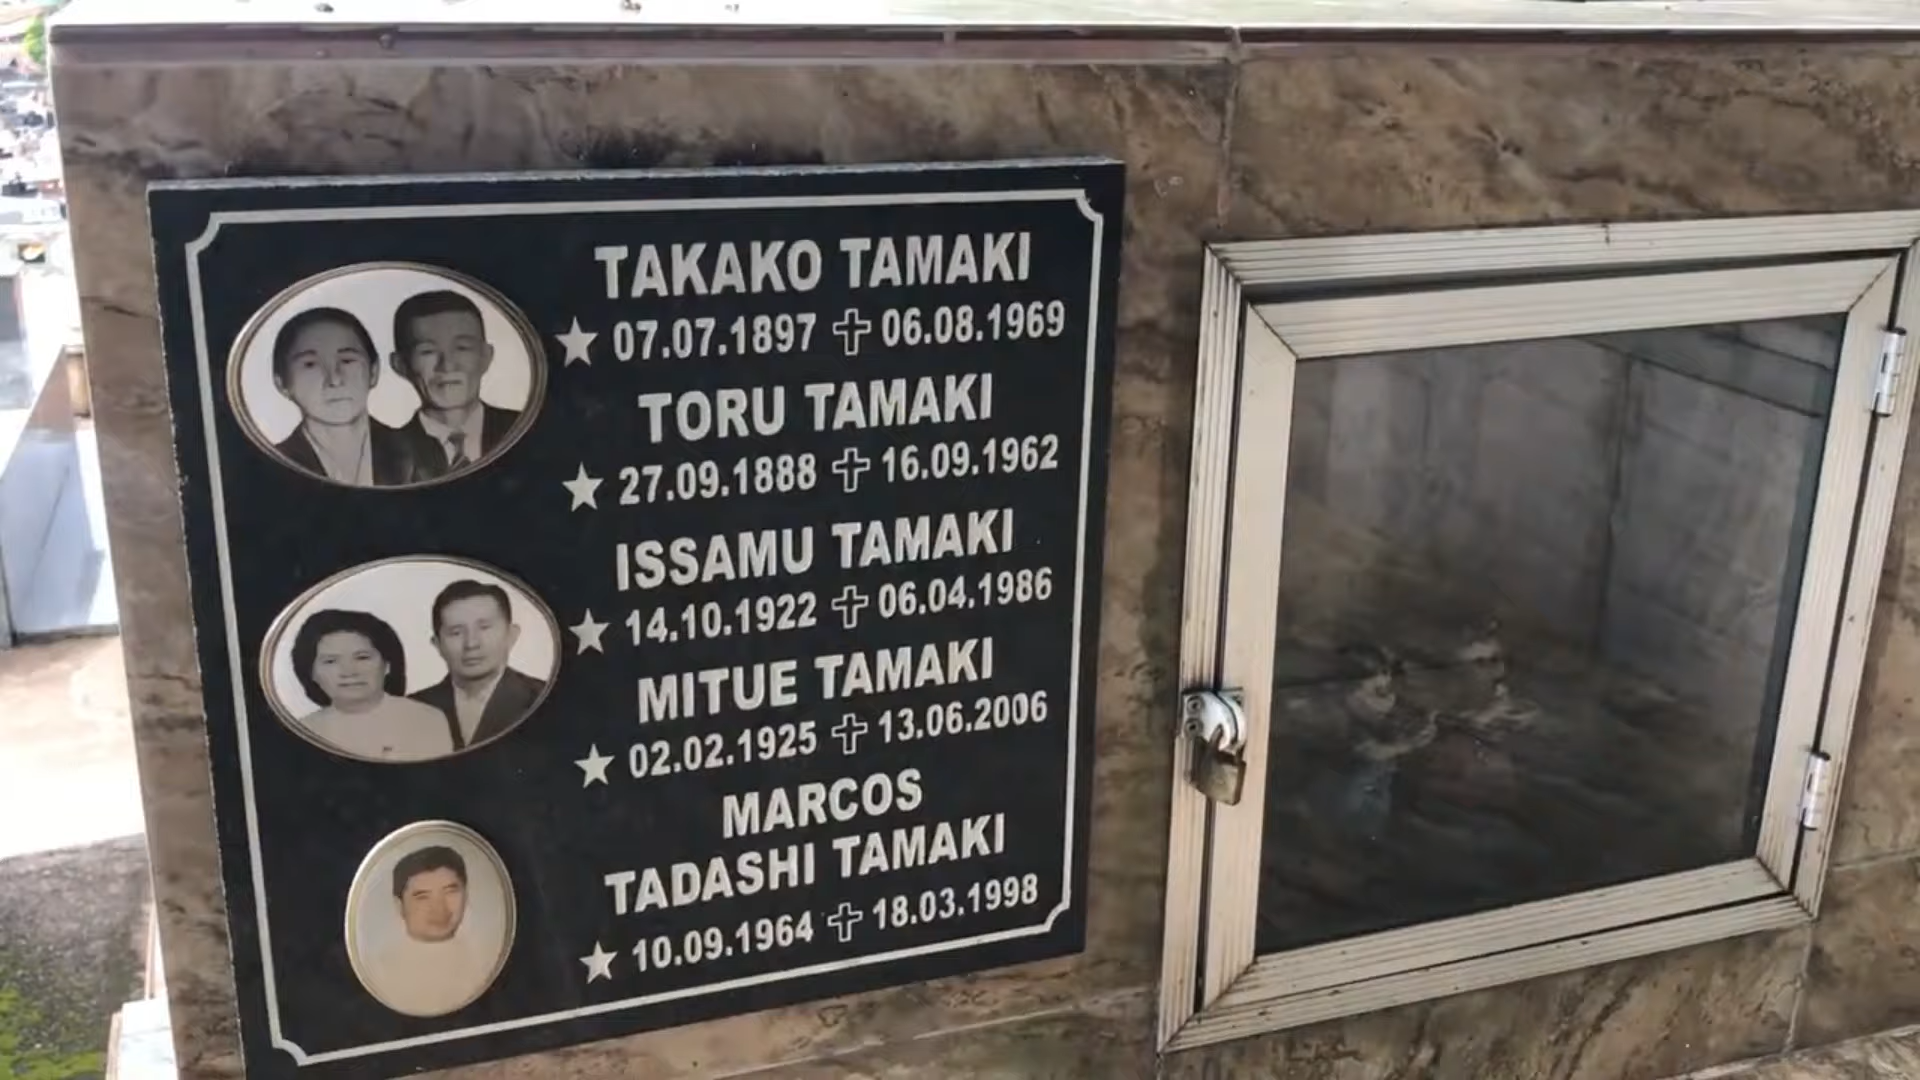 TAKAKO TAMAKI
★ 07.07.1897 ✝ 06.08.1969
TORU TAMAKI
★ 27.09.1888 ✝ 16.09.1962
ISSAMU TAMAKI
★ 14.10.1922 ✝ 06.04.1986
MITUE TAMAKI
★ 02.02.1925 ✝ 13.06.2006
MARCOS
TADASHI TAMAKI
★ 10.09.1964 ✝ 18.03.1998